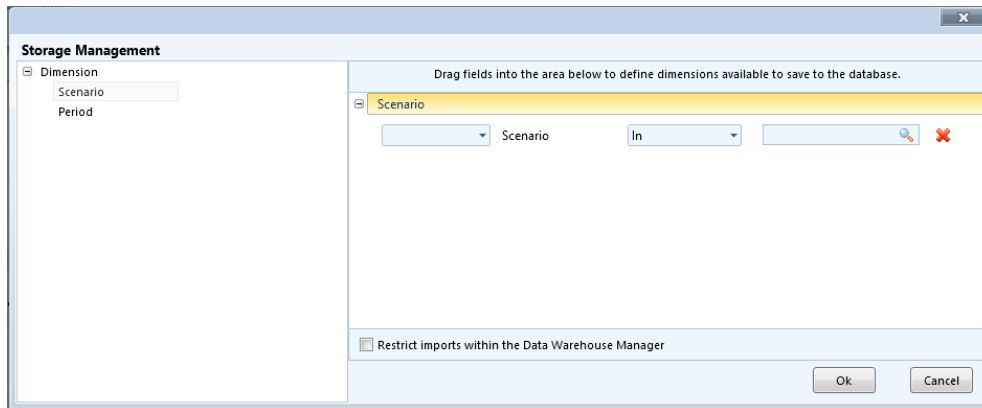 Storage Management
Dimension
Scenario
Period
Drag fields into the area below to define dimensions available to save to the database.
Scenario
Scenario In
Restrict imports within the Data Warehouse Manager
Ok Cancel